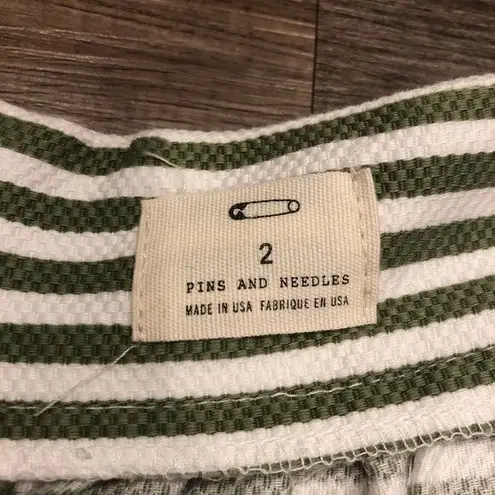 2
PINS AND NEEDLES
MADE IN USA FABRIQUE EN USA